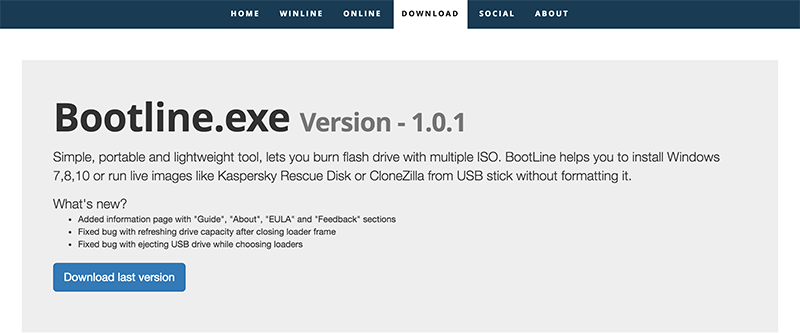 HOME WINLINE ONLINE DOWNLOAD SOCIAL ABOUT
Bootline.exe Version - 1.0.1
Simple, portable and lightweight tool, lets you burn flash drive with multiple ISO. BootLine helps you to install Windows
7,8,10 or run live images like Kaspersky Rescue Disk or CloneZilla from USB stick without formatting it.
What's new?
• Added information page with "Guide", "About", "EULA" and "Feedback" sections
• Fixed bug with refreshing drive capacity after closing loader frame
• Fixed bug with ejecting USB drive while choosing loaders
Download last version